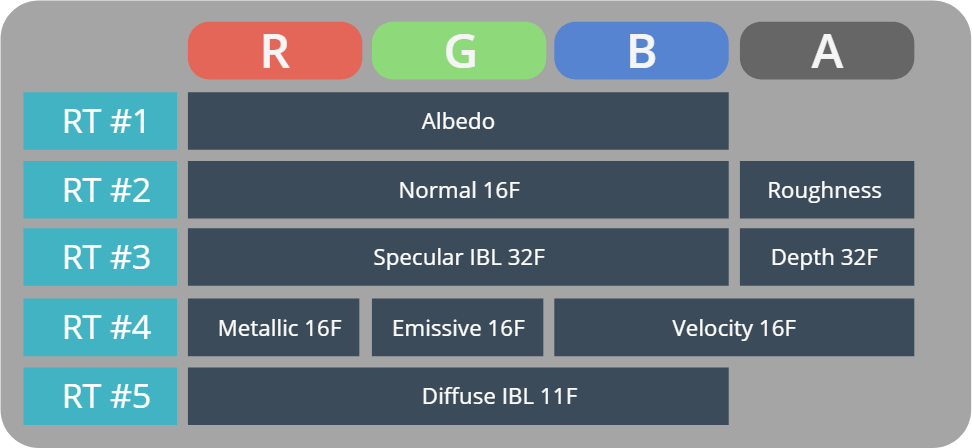 R G B A
RT #1 Albedo
RT #2 Normal 16F Roughness
RT #3 Specular IBL 32F Depth 32F
RT #4 Metallic 16F Emissive 16F Velocity 16F
RT #5 Diffuse IBL 11F